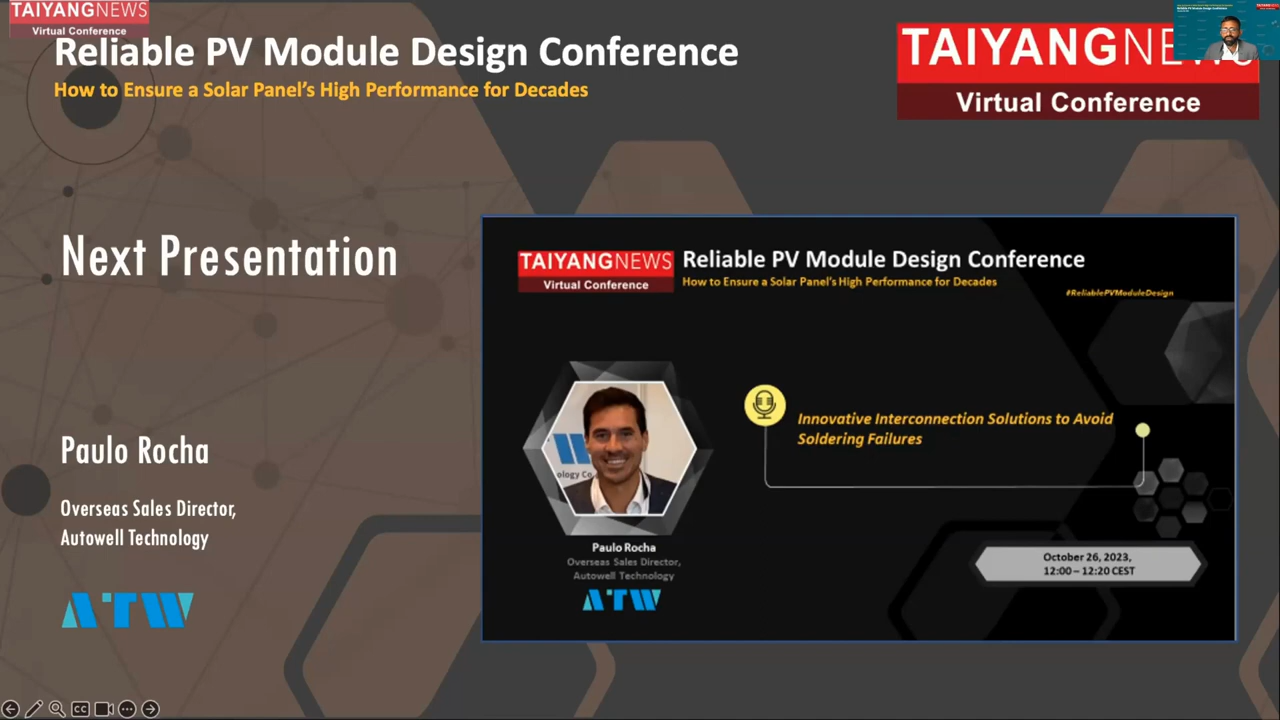 TAIYANGNEWS
Virtual Conference
Reliable PV Module Design Conference
How to Ensure a Solar Panel's High Performance for Decades
TAIYANGNEWS
Virtual Conference
Next Presentation
Paulo Rocha
Overseas Sales Director,
Autowell Technology
ATW
TAIYANGNEWS
Virtual Conference
Reliable PV Module Design Conference
How to Ensure a Solar Panel's High Performance for Decades
#ReliablePVModuleDesign
Innovative Interconnection Solutions to Avoid
Soldering Failures
ology Co
Paulo Rocha
Overseas Sales Director,
Autowell Technology
ATW
October 26, 2023,
12:00 – 12:20 CEST
CC